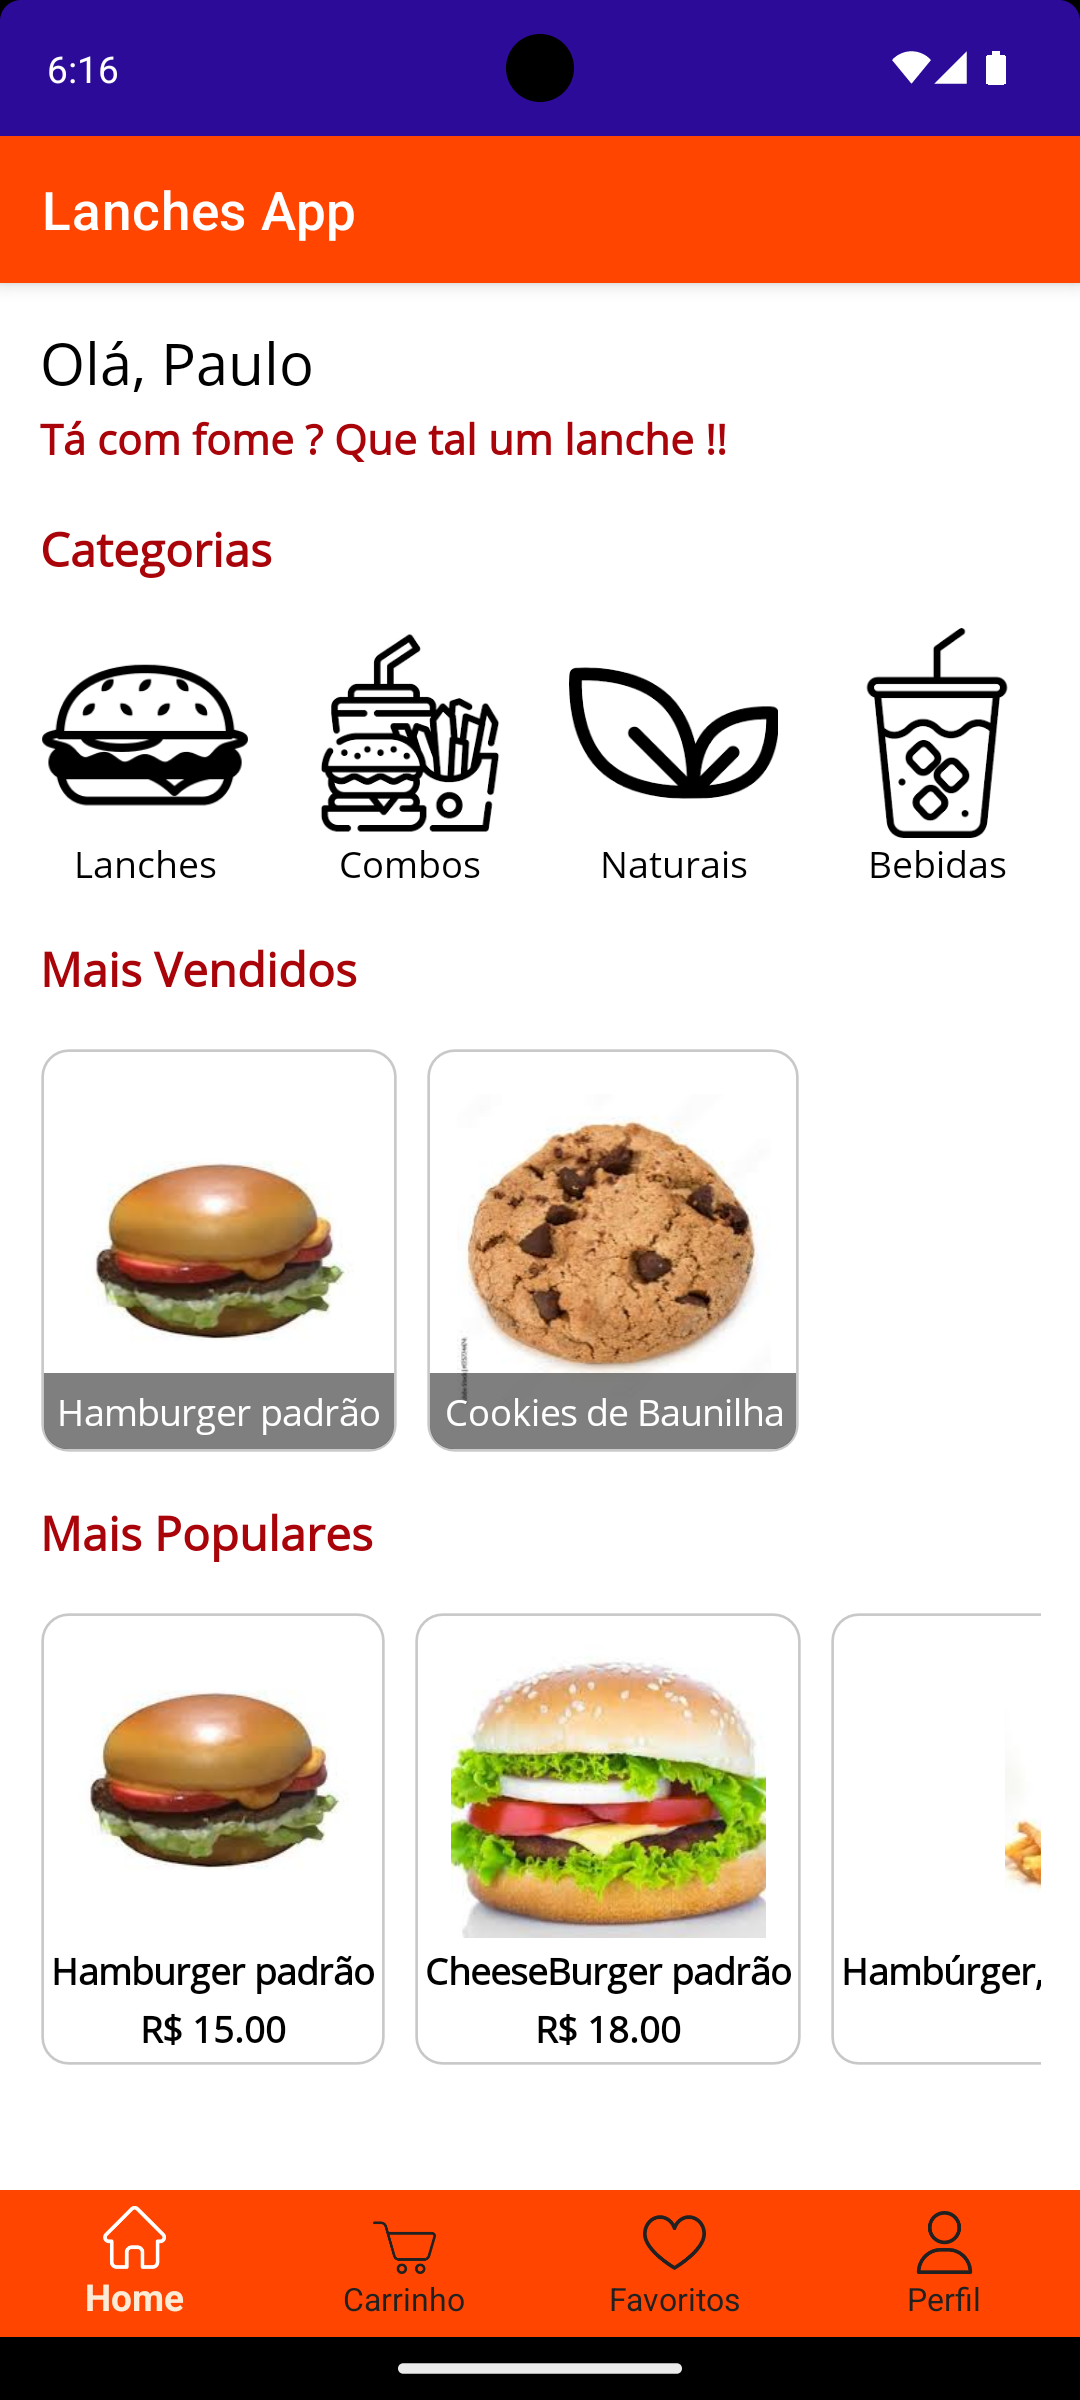 6:16
Lanches App
Olá, Paulo
Tá com fome ? Que tal um lanche !!
Categorias
Lanches
Combos
Naturais
Bebidas
Mais Vendidos
Hamburger padrão
Cookies de Baunilha
Mais Populares
Hamburger padrão
R$ 15.00
CheeseBurger padrão
R$ 18.00
Hambúrger,
Home
Carrinho
Favoritos
Perfil